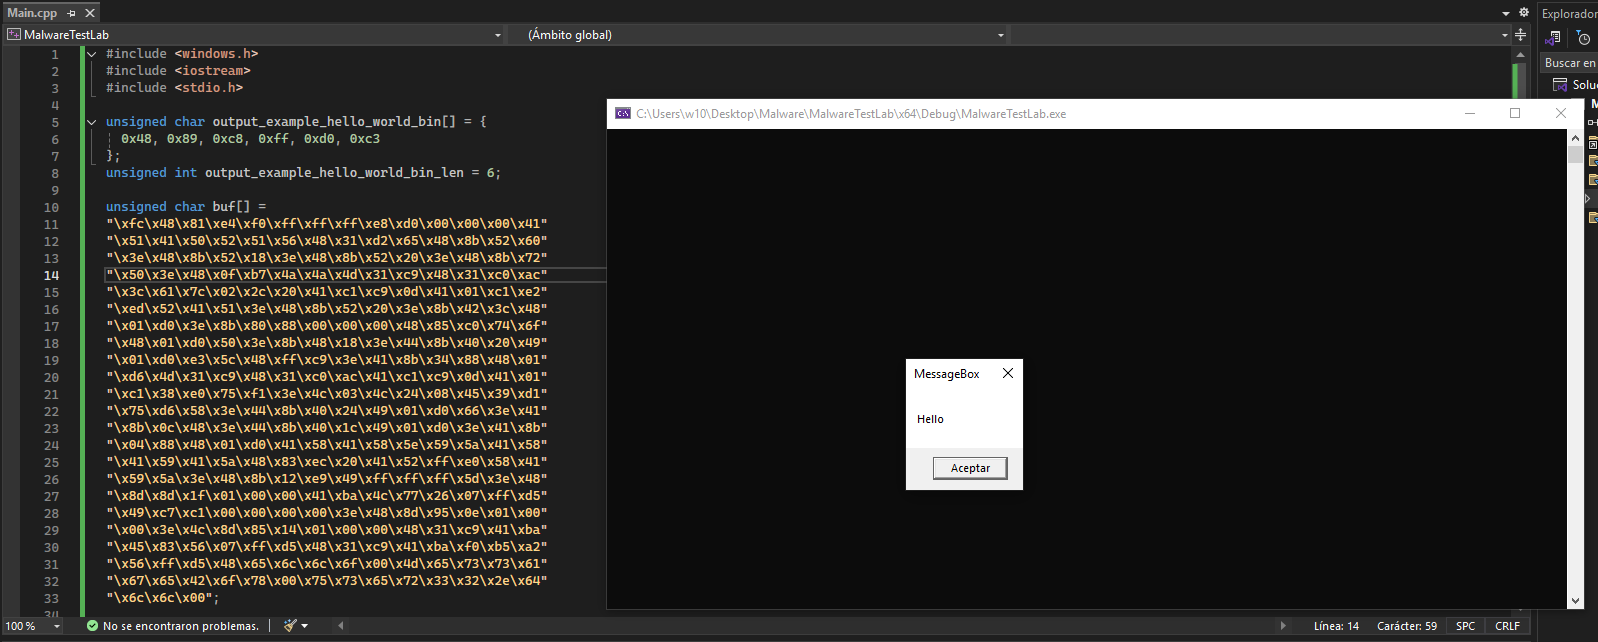 Main.cpp
Explorador
MalwareTestLab
(Ámbito global)
Buscar en
Soluc
1 #include <windows.h>
2 #include <iostream>
3 #include <stdio.h>
4
5 unsigned char output_example_hello_world_bin[] = {
6 0x48, 0x89, 0xc8, 0xff, 0xd0, 0xc3
7 };
8 unsigned int output_example_hello_world_bin_len = 6;
9
10 unsigned char buf[] =
11 "\xfc\x48\x81\xe4\xf0\xff\xff\xff\xe8\xd0\x00\x00\x00\x41"
12 "\x51\x41\x50\x52\x51\x56\x48\x31\xd2\x65\x48\x8b\x52\x60"
13 "\x3e\x48\x8b\x52\x18\x3e\x48\x8b\x52\x20\x3e\x48\x8b\x72"
14 "\x50\x3e\x48\x0f\xb7\x4a\x4a\x4d\x31\xc9\x48\x31\xc0\xac"
15 "\x3c\x61\x7c\x02\x2c\x20\x41\xc1\xc9\x0d\x41\x01\xc1\xe2"
16 "\xed\x52\x41\x51\x3e\x48\x8b\x52\x20\x3e\x8b\x42\x3c\x48"
17 "\x01\xd0\x3e\x8b\x80\x88\x00\x00\x00\x48\x85\xc0\x74\x6f"
18 "\x48\x01\xd0\x50\x3e\x8b\x48\x18\x3e\x44\x8b\x40\x20\x49"
19 "\x01\xd0\xe3\x5c\x48\xff\xc9\x3e\x41\x8b\x34\x88\x48\x01"
20 "\xd6\x4d\x31\xc9\x48\x31\xc0\xac\x41\xc1\xc9\x0d\x41\x01"
21 "\xc1\x38\xe0\x75\xf1\x3e\x4c\x03\x4c\x24\x08\x45\x39\xd1"
22 "\x75\xd6\x58\x3e\x44\x8b\x40\x24\x49\x01\xd0\x66\x3e\x41"
23 "\x8b\x0c\x48\x3e\x44\x8b\x40\x1c\x49\x01\xd0\x3e\x41\x8b"
24 "\x04\x88\x48\x01\xd0\x41\x58\x41\x58\x5e\x59\x5a\x41\x58"
25 "\x41\x59\x41\x5a\x48\x83\xec\x20\x41\x52\xff\xe0\x58\x41"
26 "\x59\x5a\x3e\x48\x8b\x12\xe9\x49\xff\xff\xff\x5d\x3e\x48"
27 "\x8d\x8d\x1f\x01\x00\x00\x41\xba\x4c\x77\x26\x07\xff\xd5"
28 "\x49\xc7\xc1\x00\x00\x00\x00\x3e\x48\x8d\x95\x0e\x01\x00"
29 "\x00\x3e\x4c\x8d\x85\x14\x01\x00\x00\x48\x31\xc9\x41\xba"
30 "\x45\x83\x56\x07\xff\xd5\x48\x31\xc9\x41\xba\xf0\xb5\xa2"
31 "\x56\xff\xd5\x48\x65\x6c\x6c\x6f\x00\x4d\x65\x73\x73\x61"
32 "\x67\x65\x42\x6f\x78\x00\x75\x73\x65\x72\x33\x32\x2e\x64"
33 "\x6c\x6c\x00";
34
C:\Users\w10\Desktop\Malware\MalwareTestLab\x64\Debug\MalwareTestLab.exe
MessageBox
Hello
Aceptar
100 %
No se encontraron problemas.
Línea: 14
Carácter: 59
SPC
CRLF